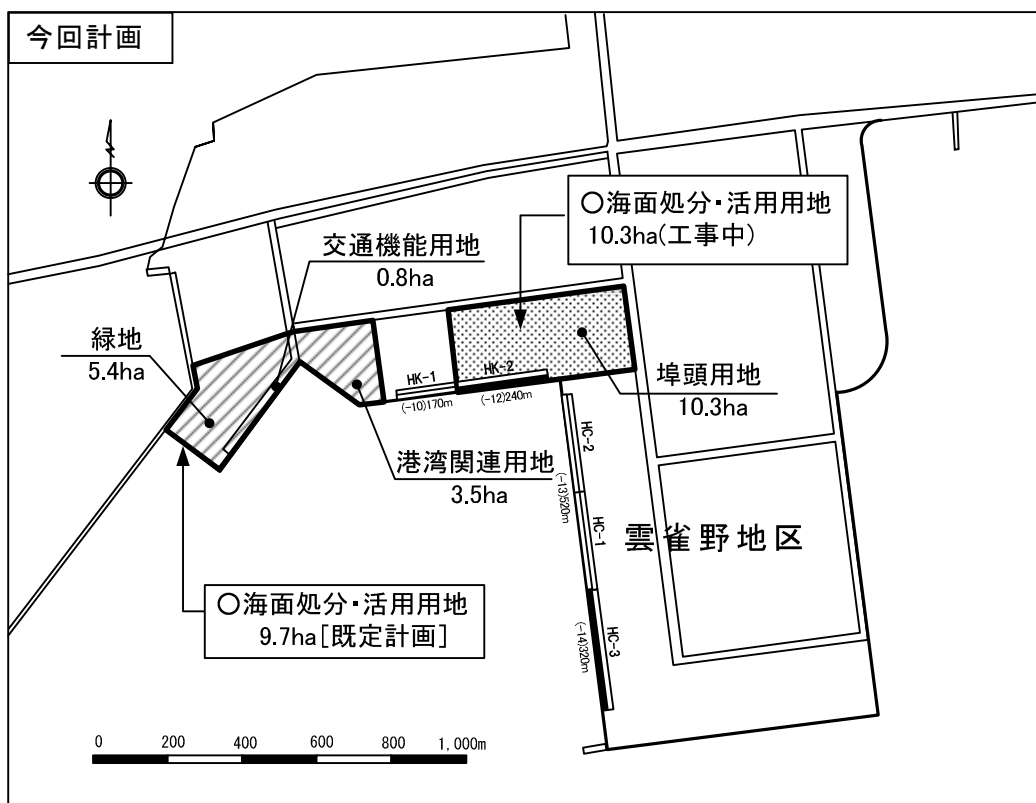 今回計画
○海面処分・活用用地
10.3ha(工事中)
交通機能用地
0.8ha
緑地
5.4ha
HK-1
HK-2
(-10)170m
(-12)240m
埠頭用地
10.3ha
港湾関連用地
3.5ha
HC-2
(-13)520m
HC-1
雲雀野地区
HC-3
(-14)320m
○海面処分・活用用地
9.7ha[既定計画]
0 200 400 600 800 1,000m